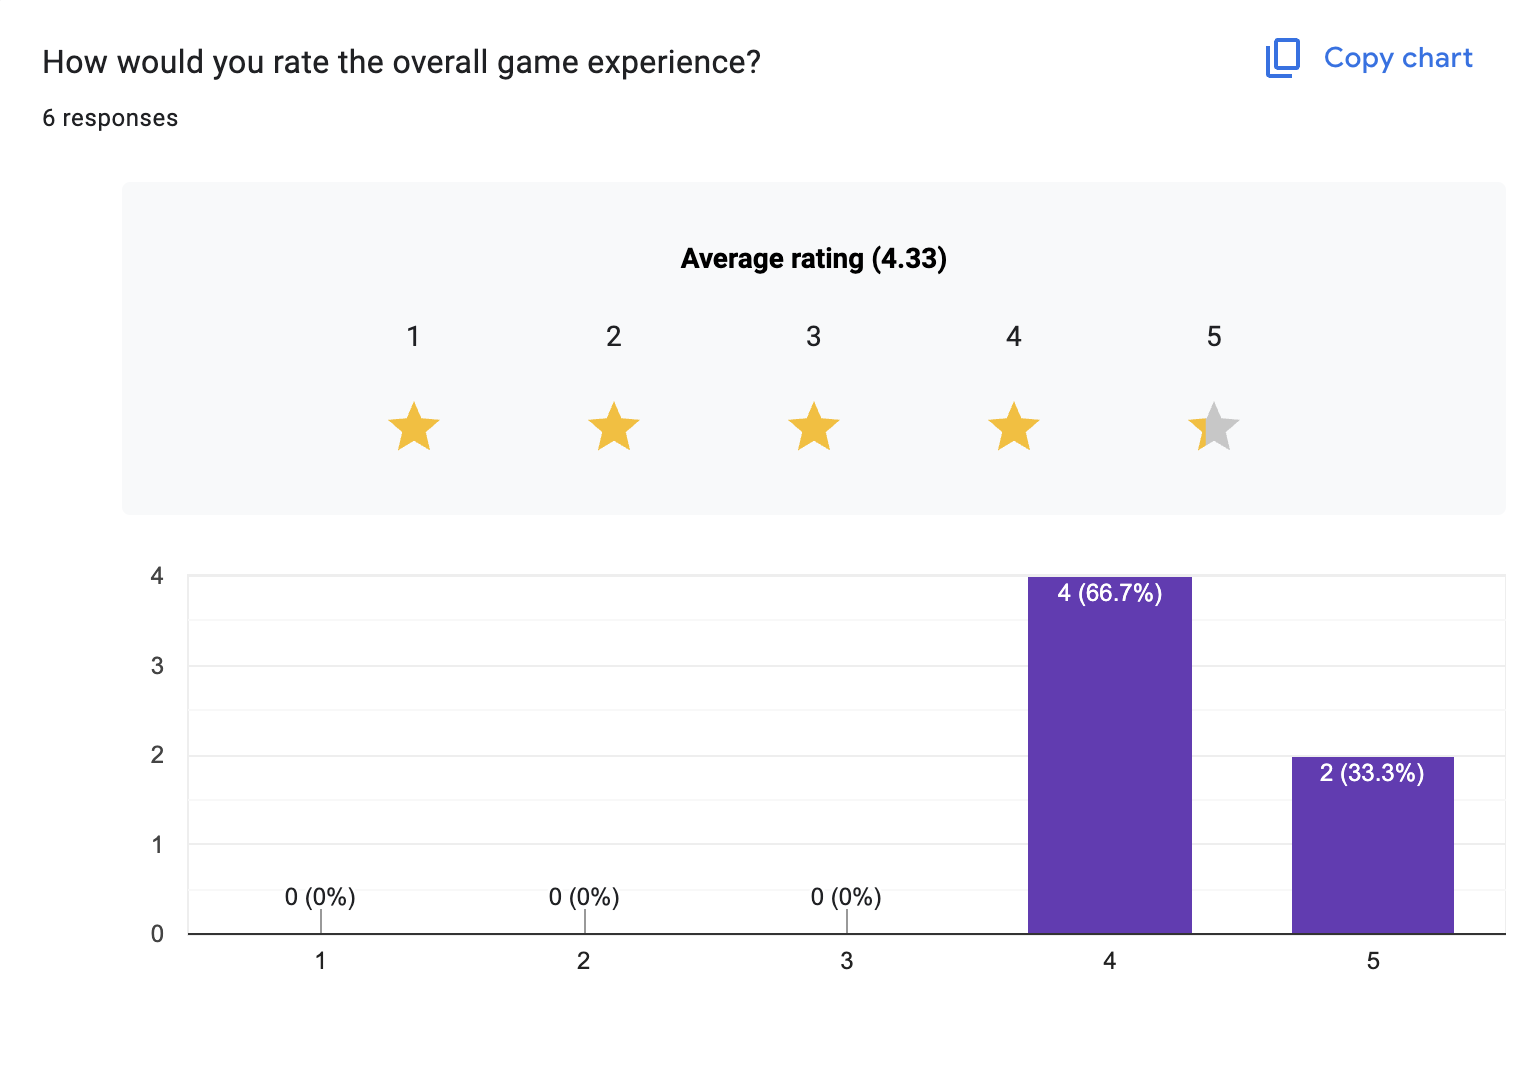 How would you rate the overall game experience?
Copy chart
6 responses
Average rating (4.33)
1 2 3 4 5
4
4 (66.7%)
3
2
2 (33.3%)
1
0 (0%) 0 (0%) 0 (0%)
0
1 2 3 4 5